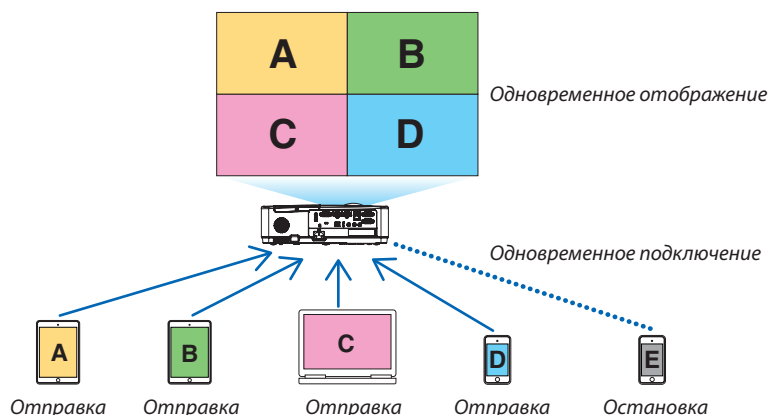 A B
Одновременное отображение
C D
Одновременное подключение
A B C D E
Отправка Отправка Отправка Отправка Остановка